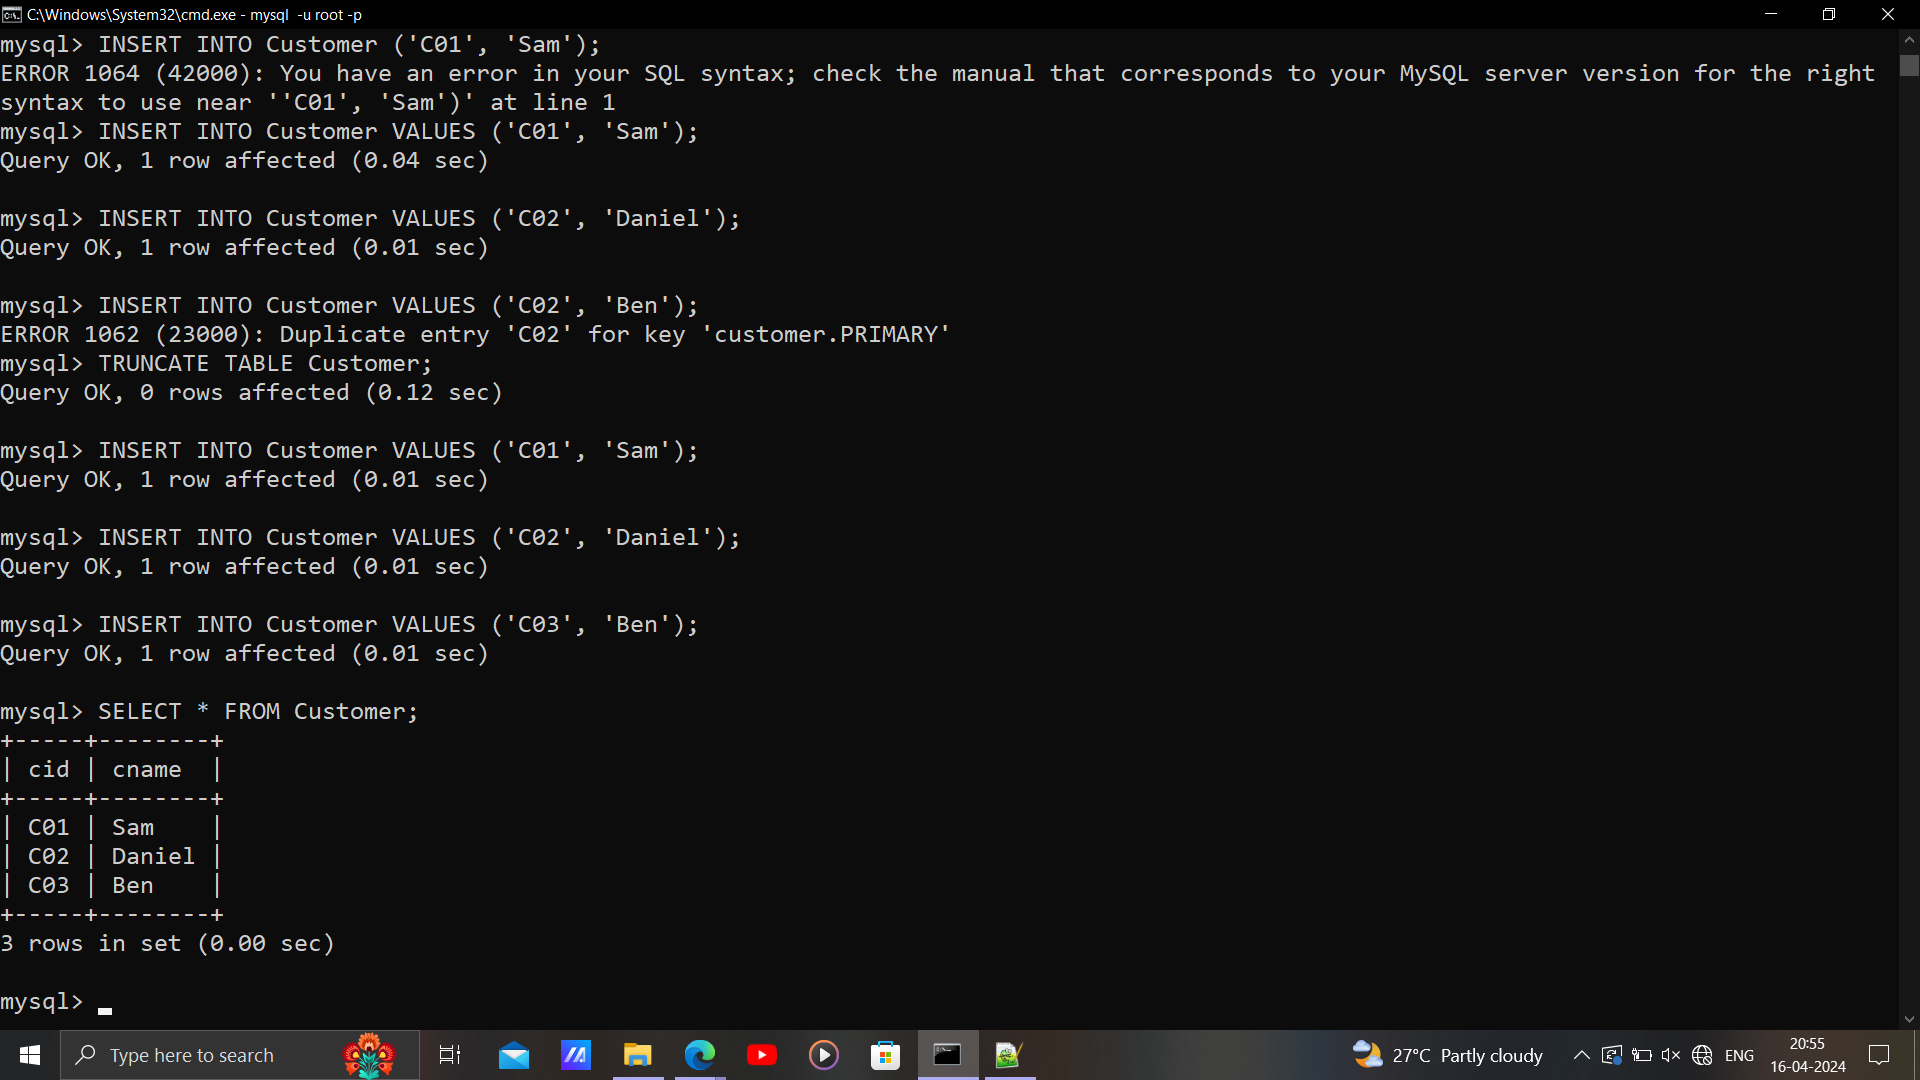 C:\Windows\System32\cmd.exe - mysql  -u root -p
mysql> INSERT INTO Customer ('C01', 'Sam');
ERROR 1064 (42000): You have an error in your SQL syntax; check the manual that corresponds to your MySQL server version for the right
syntax to use near ''C01', 'Sam')' at line 1
mysql> INSERT INTO Customer VALUES ('C01', 'Sam');
Query OK, 1 row affected (0.04 sec)
mysql> INSERT INTO Customer VALUES ('C02', 'Daniel');
Query OK, 1 row affected (0.01 sec)
mysql> INSERT INTO Customer VALUES ('C02', 'Ben');
ERROR 1062 (23000): Duplicate entry 'C02' for key 'customer.PRIMARY'
mysql> TRUNCATE TABLE Customer;
Query OK, 0 rows affected (0.12 sec)
mysql> INSERT INTO Customer VALUES ('C01', 'Sam');
Query OK, 1 row affected (0.01 sec)
mysql> INSERT INTO Customer VALUES ('C02', 'Daniel');
Query OK, 1 row affected (0.01 sec)
mysql> INSERT INTO Customer VALUES ('C03', 'Ben');
Query OK, 1 row affected (0.01 sec)
mysql> SELECT * FROM Customer;
+-----+--------+
| cid | cname  |
+-----+--------+
| C01 | Sam    |
| C02 | Daniel |
| C03 | Ben    |
+-----+--------+
3 rows in set (0.00 sec)
mysql> _
Type here to search
27°C Partly cloudy
ENG
20:55
16-04-2024